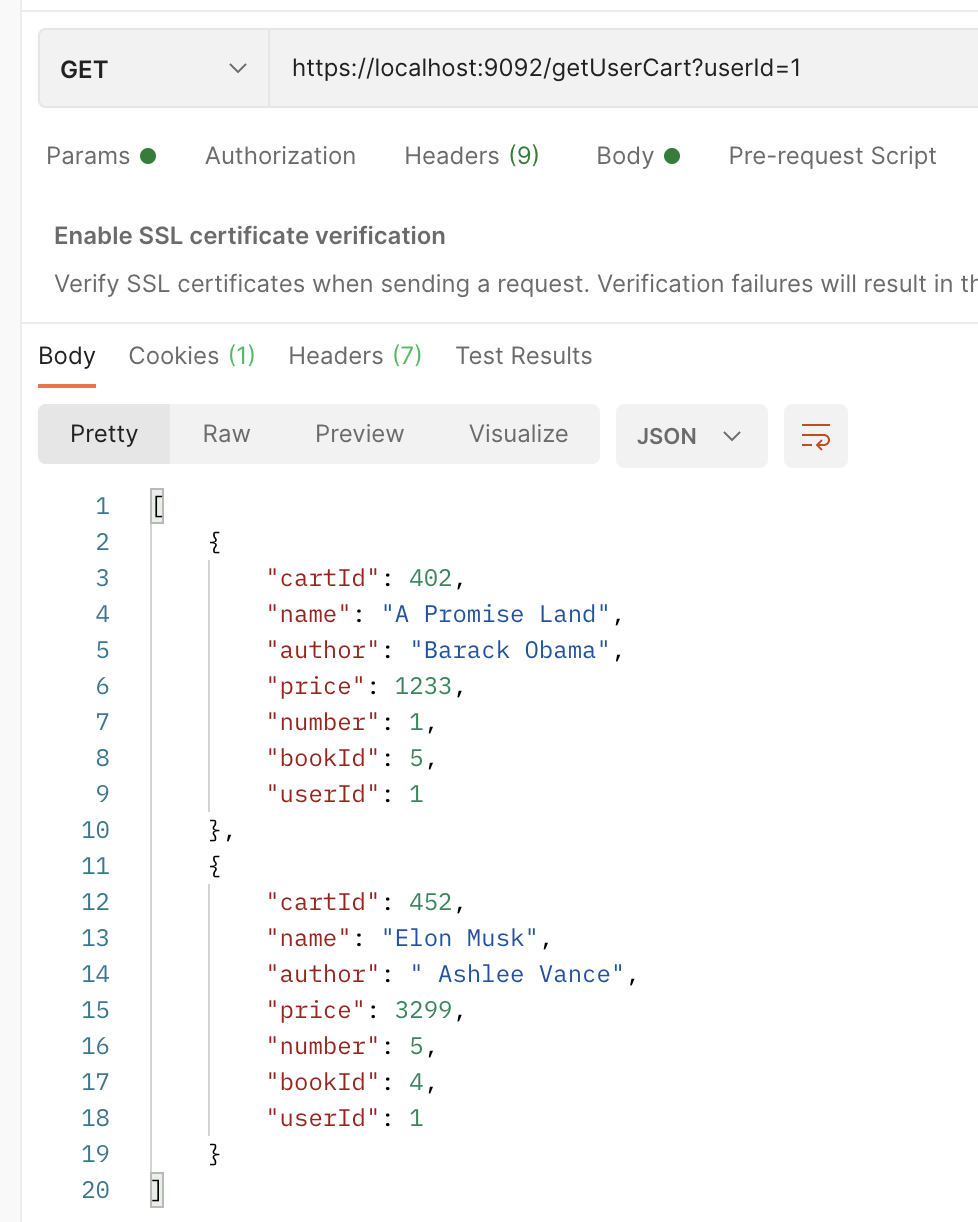 GET https://localhost:9092/getUserCart?userId=1
Params Authorization Headers (9) Body Pre-request Script
Enable SSL certificate verification
Verify SSL certificates when sending a request. Verification failures will result in th
Body Cookies (1) Headers (7) Test Results
Pretty Raw Preview Visualize JSON
1 [
2 {
3 "cartId": 402,
4 "name": "A Promise Land",
5 "author": "Barack Obama",
6 "price": 1233,
7 "number": 1,
8 "bookId": 5,
9 "userId": 1
10 },
11 {
12 "cartId": 452,
13 "name": "Elon Musk",
14 "author": " Ashlee Vance",
15 "price": 3299,
16 "number": 5,
17 "bookId": 4,
18 "userId": 1
19 }
20 ]